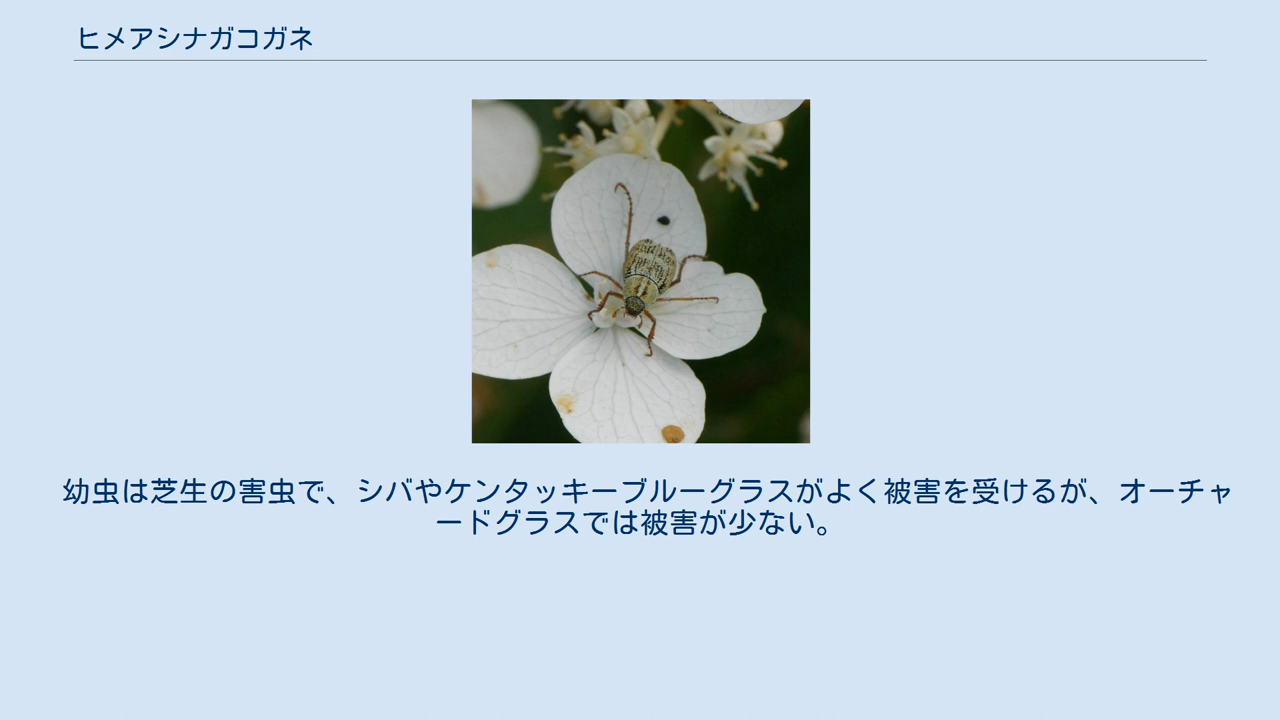 ヒメアシナガコガネ
幼虫は芝生の害虫で、シバやケンタッキーブルーグラスがよく被害を受けるが、オーチャ
ードグラスでは被害が少ない。